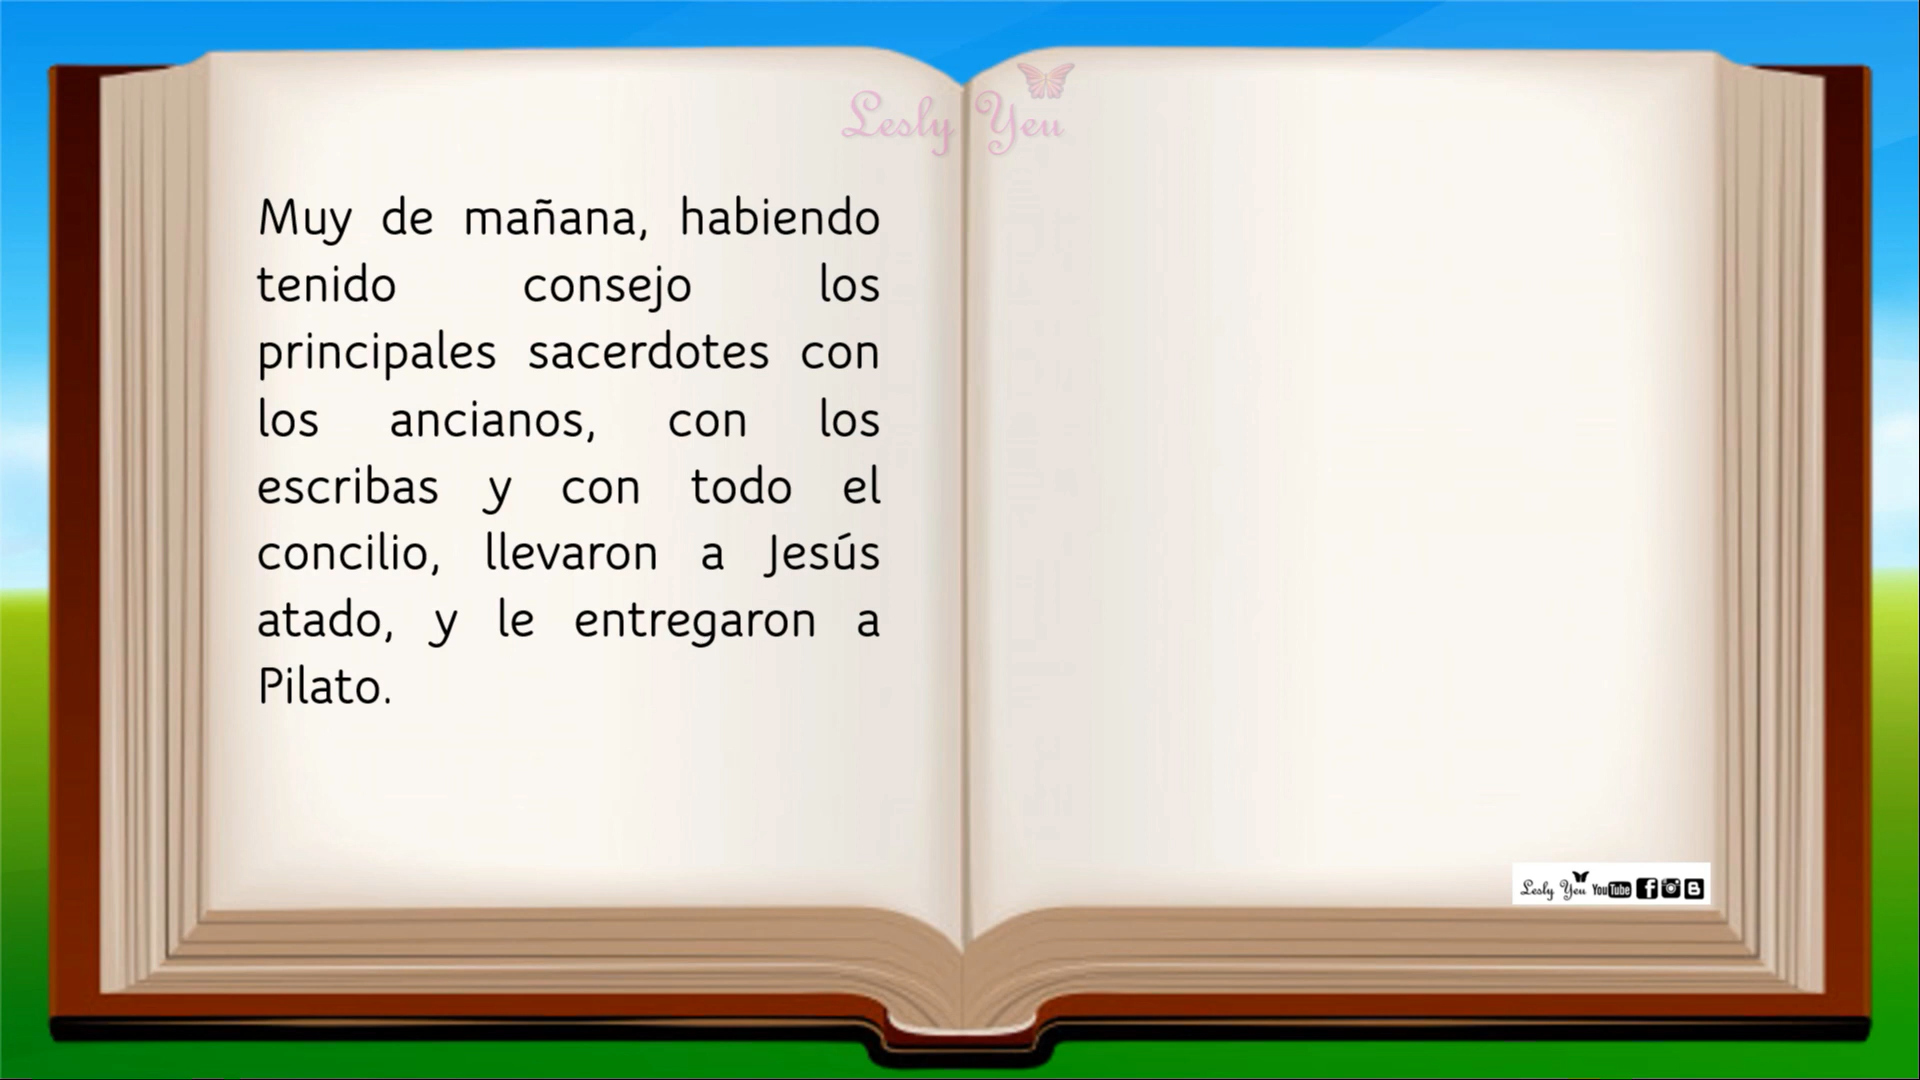 Lesly Yeu
Muy de mañana, habiendo
tenido consejo los
principales sacerdotes con
los ancianos, con los
escribas y con todo el
concilio, llevaron a Jesús
atado, y le entregaron a
Pilato.
Lesly Yeu YouTube